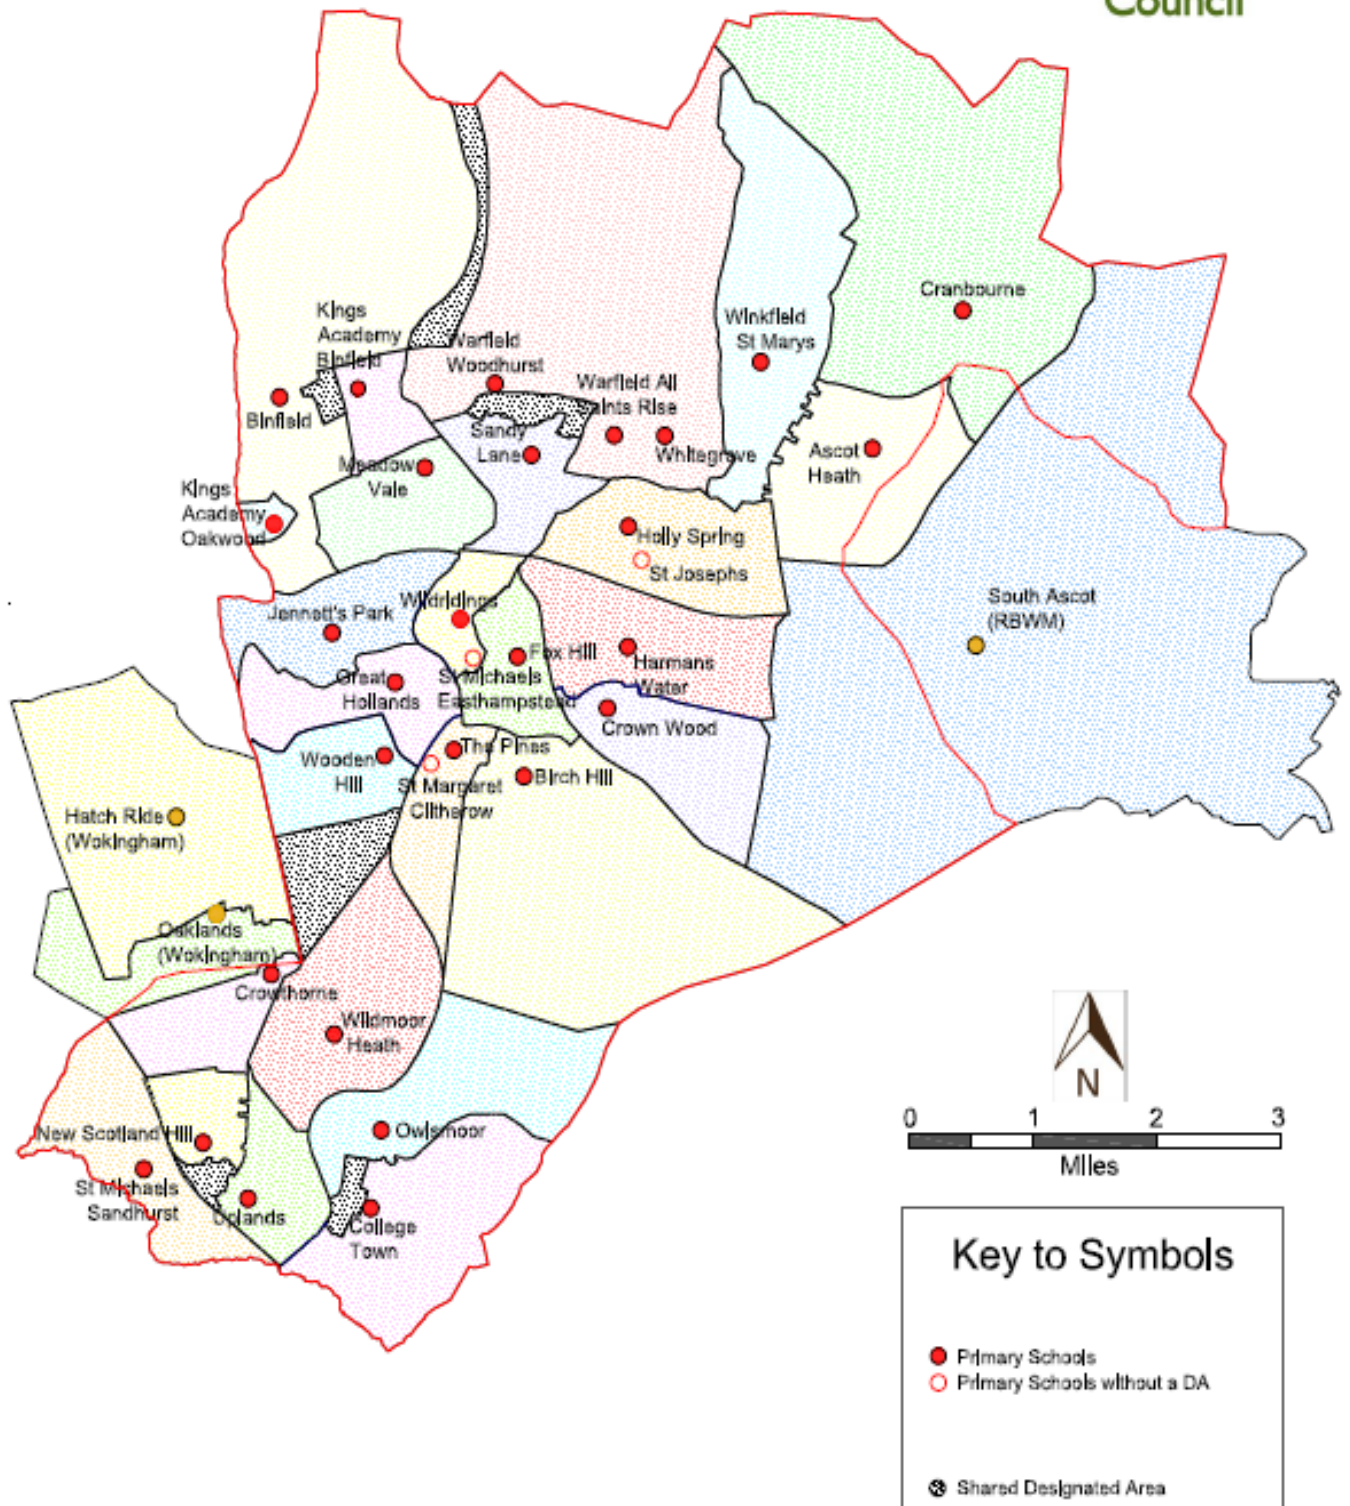 Council
Cranbourne
Kings
Academy
Binfield
Winkfield
St Marys
Warfield
Woodhurst
Warfield All
Saints Rise
Binfield
Sandy
Lane
Whitegrove
Ascot
Heath
Meadow
Vale
Kings
Academy
Oakwood
Holly Spring
St Josephs
South Ascot
(RBWM)
Jennett's Park
Wildridings
Fox Hill
Harmans
Water
Great
Hollands
St Michaels
Easthampstead
Crown Wood
Wooden
Hill
The Pines
Birch Hill
St Margaret
Clitherow
Hatch Ride
(Wokingham)
Oaklands
(Wokingham)
Crowthorne
Wildmoor
Heath
N
0 1 2 3
Miles
New Scotland Hill
Owlsmoor
St Michaels
Sandhurst
Uplands
College
Town
Key to Symbols
Primary Schools
Primary Schools without a DA
Shared Designated Area